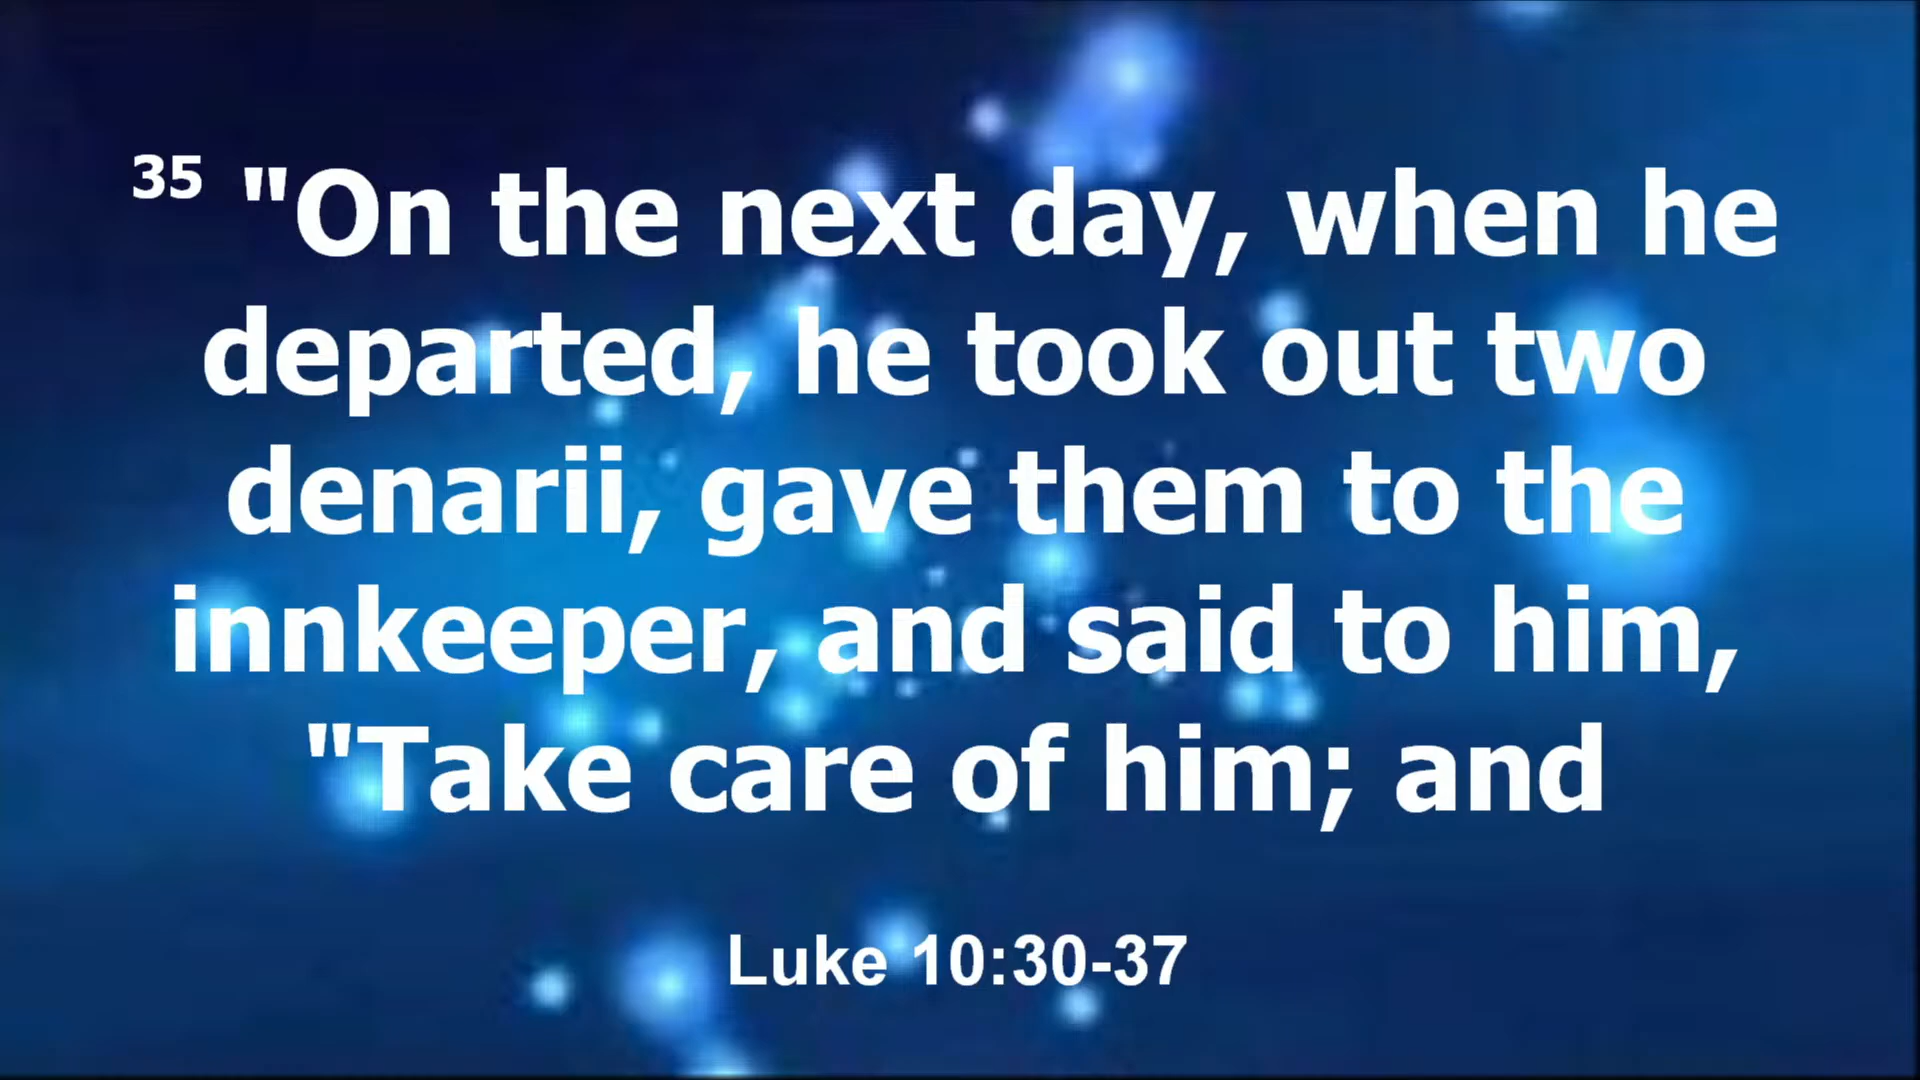 35 "On the next day, when he
departed, he took out two
denarii, gave them to the
innkeeper, and said to him,
"Take care of him; and
Luke 10:30-37